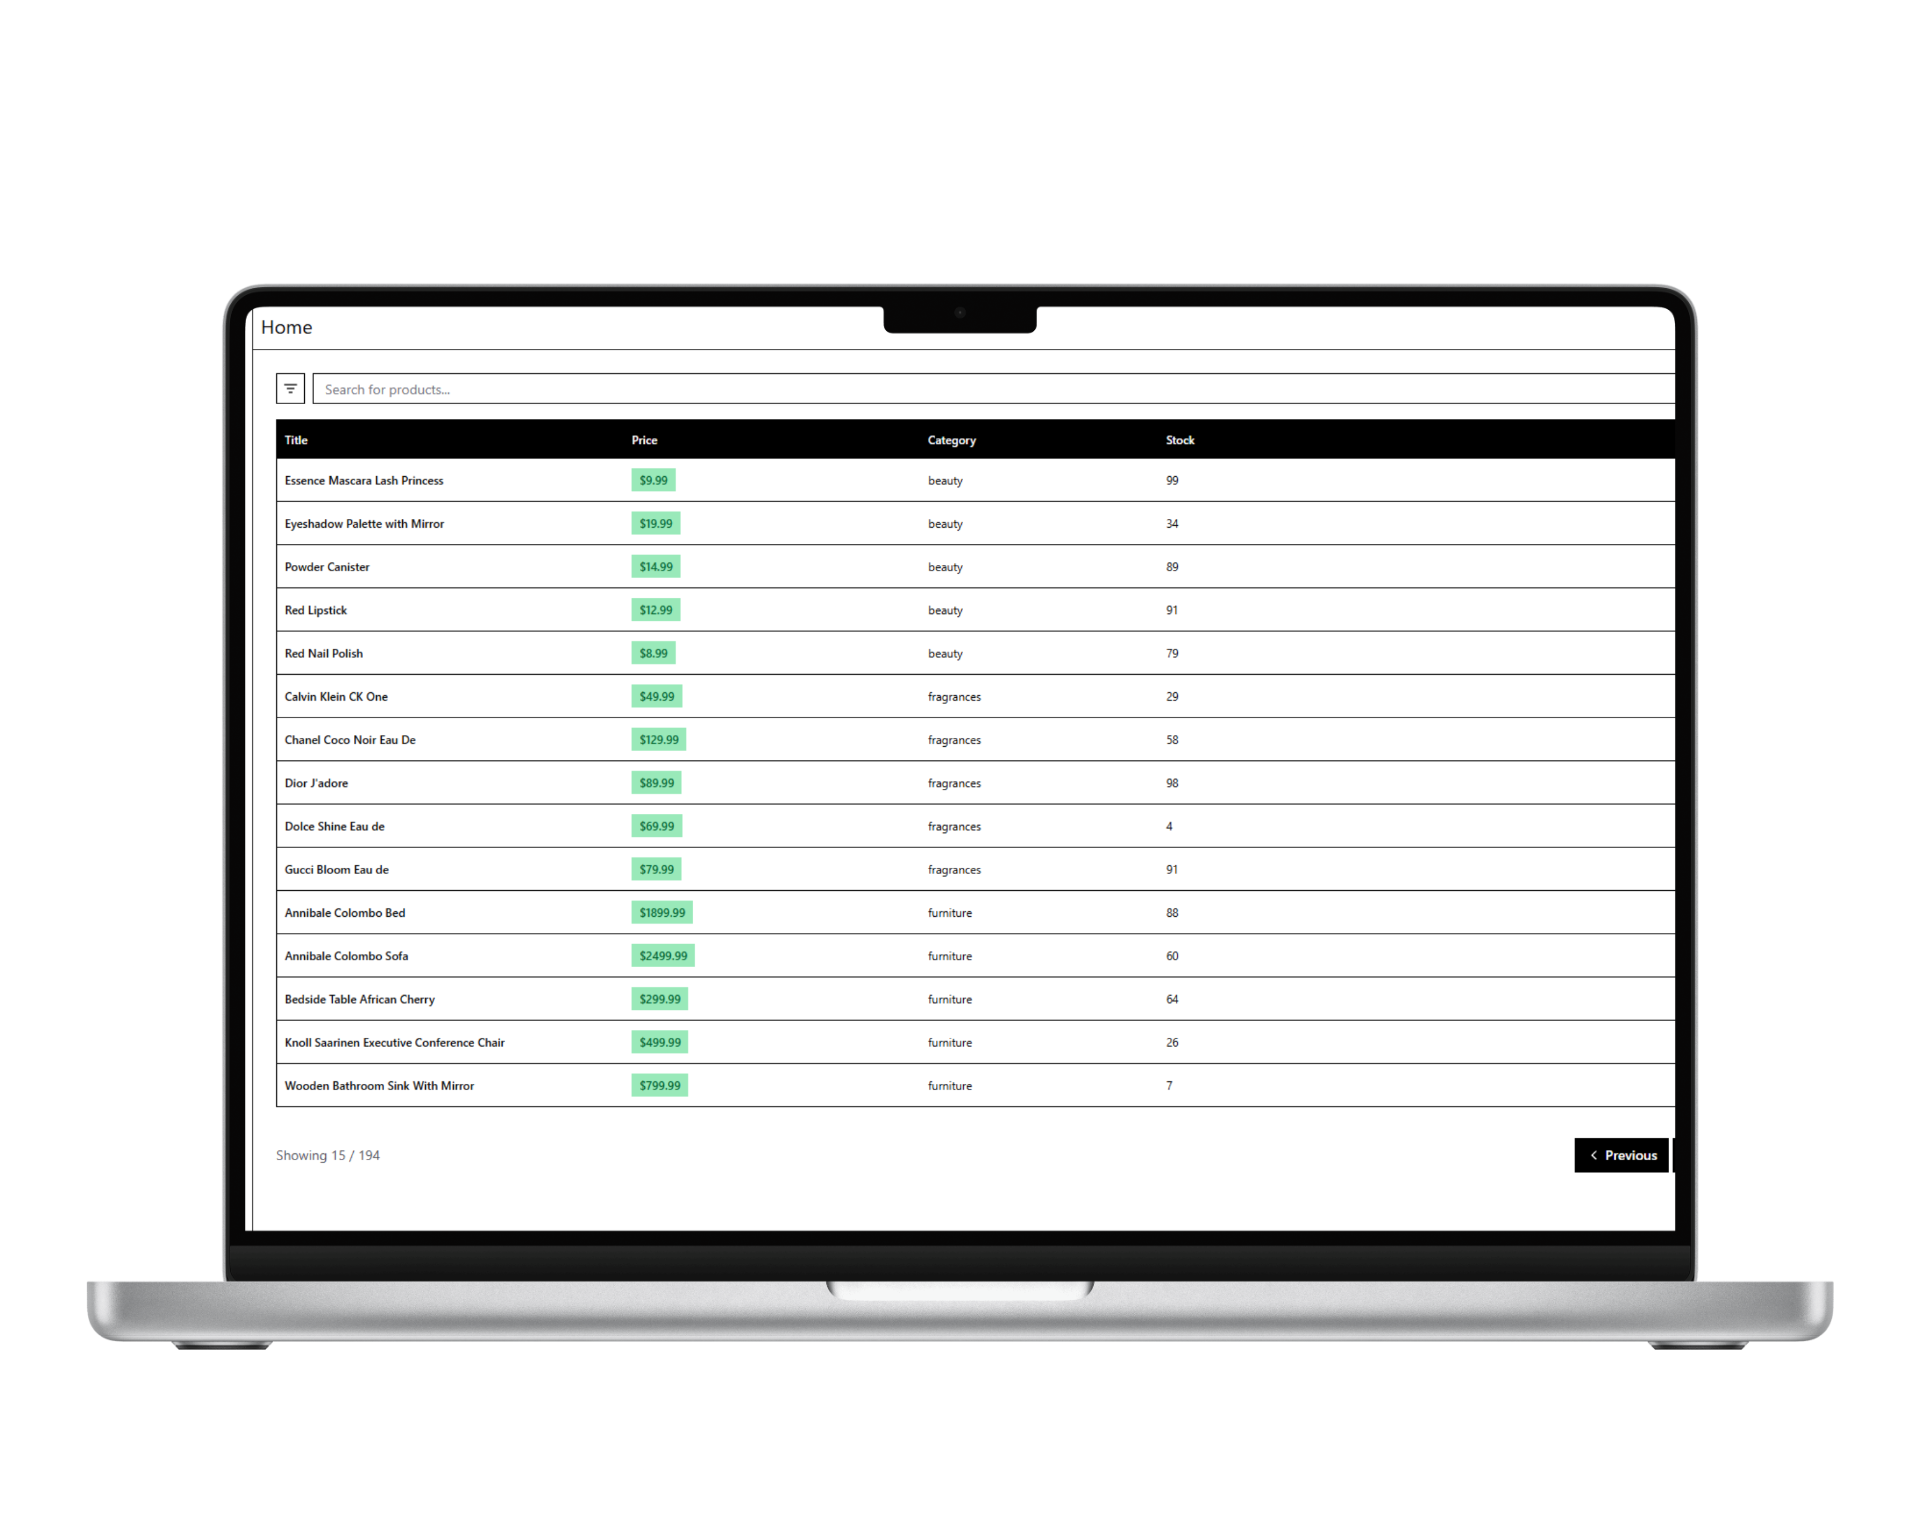 Home
Search for products...
Title Price Category Stock
Essence Mascara Lash Princess $9.99 beauty 99
Eyeshadow Palette with Mirror $19.99 beauty 34
Powder Canister $14.99 beauty 89
Red Lipstick $12.99 beauty 91
Red Nail Polish $8.99 beauty 79
Calvin Klein CK One $49.99 fragrances 29
Chanel Coco Noir Eau De $129.99 fragrances 58
Dior J'adore $89.99 fragrances 98
Dolce Shine Eau de $69.99 fragrances 4
Gucci Bloom Eau de $79.99 fragrances 91
Annibale Colombo Bed $1899.99 furniture 88
Annibale Colombo Sofa $2499.99 furniture 60
Bedside Table African Cherry $299.99 furniture 64
Knoll Saarinen Executive Conference Chair $499.99 furniture 26
Wooden Bathroom Sink With Mirror $799.99 furniture 7
Showing 15 / 194 Previous